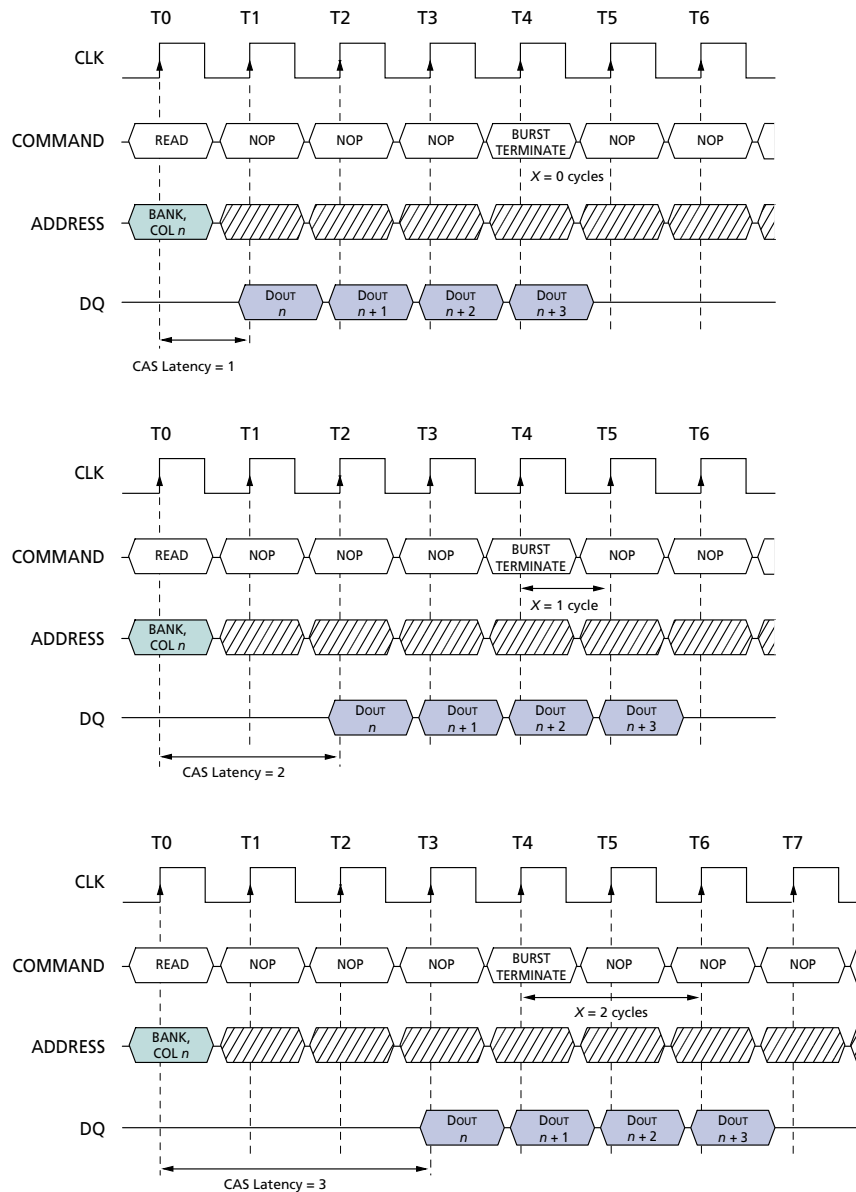 T0 T1 T2 T3 T4 T5 T6
CLK
COMMAND READ NOP NOP NOP BURST TERMINATE NOP NOP
X = 0 cycles
ADDRESS BANK, COL n
DQ DOUT n DOUT n + 1 DOUT n + 2 DOUT n + 3
CAS Latency = 1
T0 T1 T2 T3 T4 T5 T6
CLK
COMMAND READ NOP NOP NOP BURST TERMINATE NOP NOP
X = 1 cycle
ADDRESS BANK, COL n
DQ DOUT n DOUT n + 1 DOUT n + 2 DOUT n + 3
CAS Latency = 2
T0 T1 T2 T3 T4 T5 T6 T7
CLK
COMMAND READ NOP NOP NOP BURST TERMINATE NOP NOP NOP
X = 2 cycles
ADDRESS BANK, COL n
DQ DOUT n DOUT n + 1 DOUT n + 2 DOUT n + 3
CAS Latency = 3